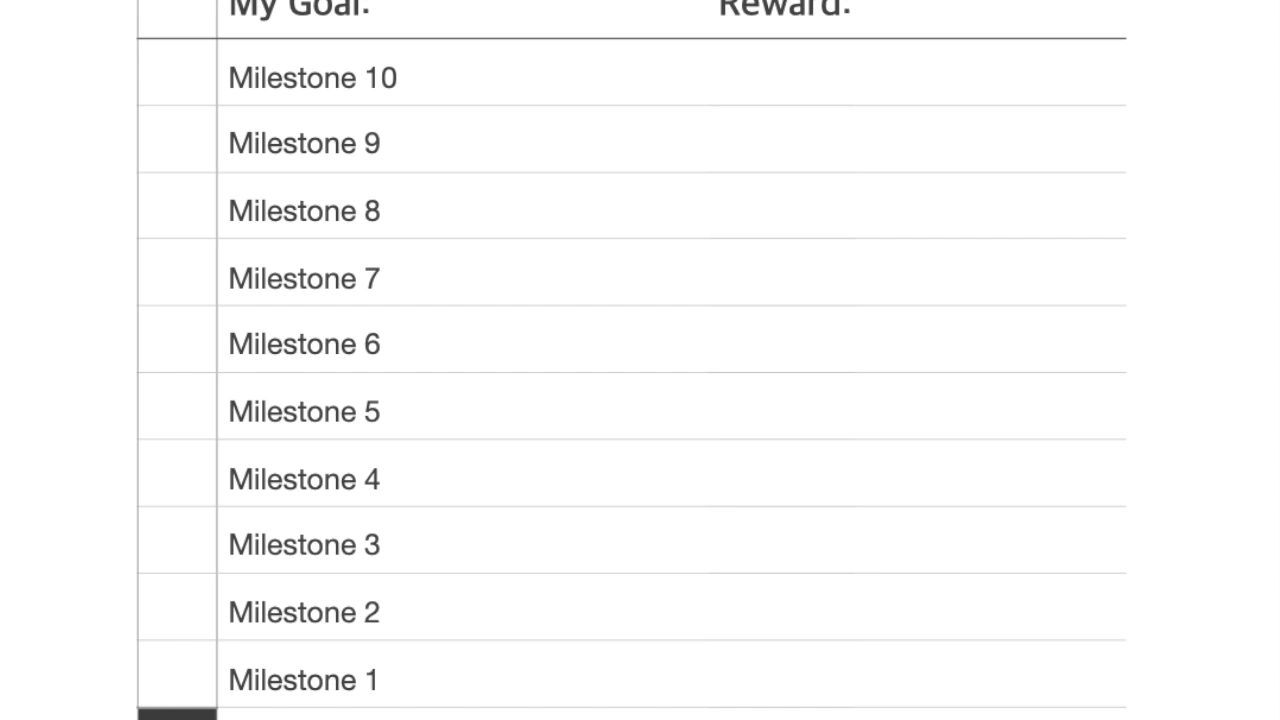 My Goal: Reward:
Milestone 10
Milestone 9
Milestone 8
Milestone 7
Milestone 6
Milestone 5
Milestone 4
Milestone 3
Milestone 2
Milestone 1